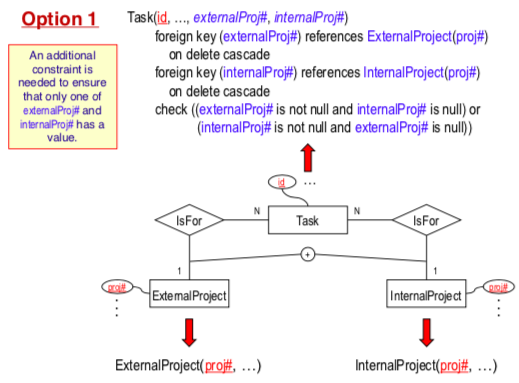 Option 1
An additional
constraint is
needed to ensure
that only one of
externalProj# and
internalProj# has a
value.
Task(id, ..., externalProj#, internalProj#)
foreign key (externalProj#) references ExternalProject(proj#)
on delete cascade
foreign key (internalProj#) references InternalProject(proj#)
on delete cascade
check ((externalProj# is not null and internalProj# is null) or
(internalProj# is not null and externalProj# is null))
id ...
IsFor N Task N IsFor
+
1 1
proj# ExternalProject InternalProject proj#
ExternalProject(proj#, ...) InternalProject(proj#, ...)